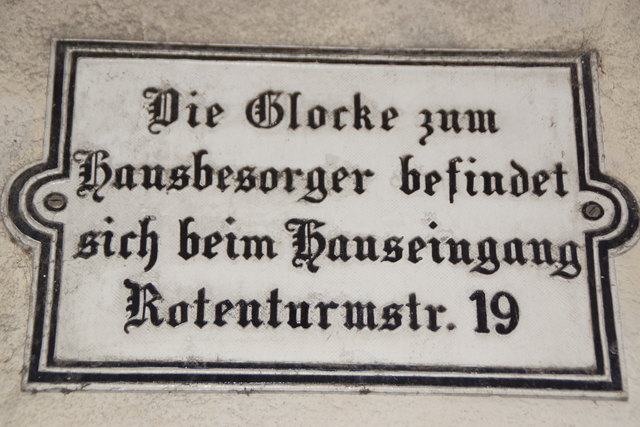 Die Glocke zum
Hausbesorger befindet
sich beim Hauseingang
Rotenturmstr. 19